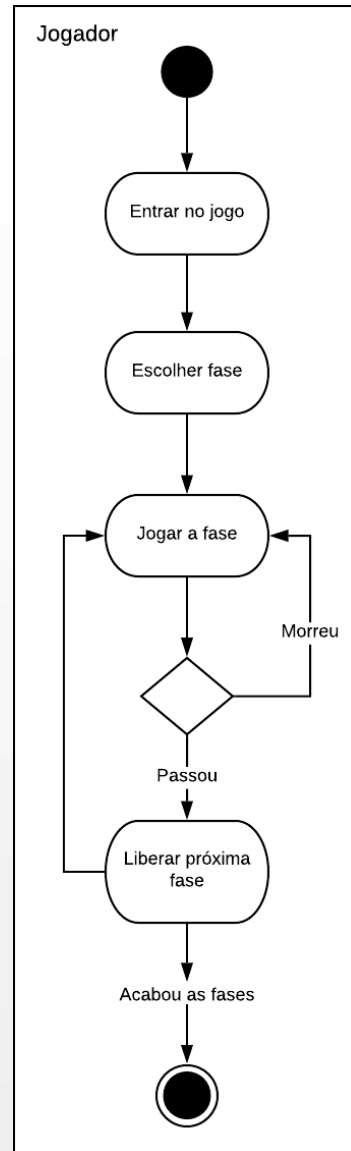 Jogador
Entrar no jogo
Escolher fase
Jogar a fase
Morreu
Passou
Liberar próxima
fase
Acabou as fases